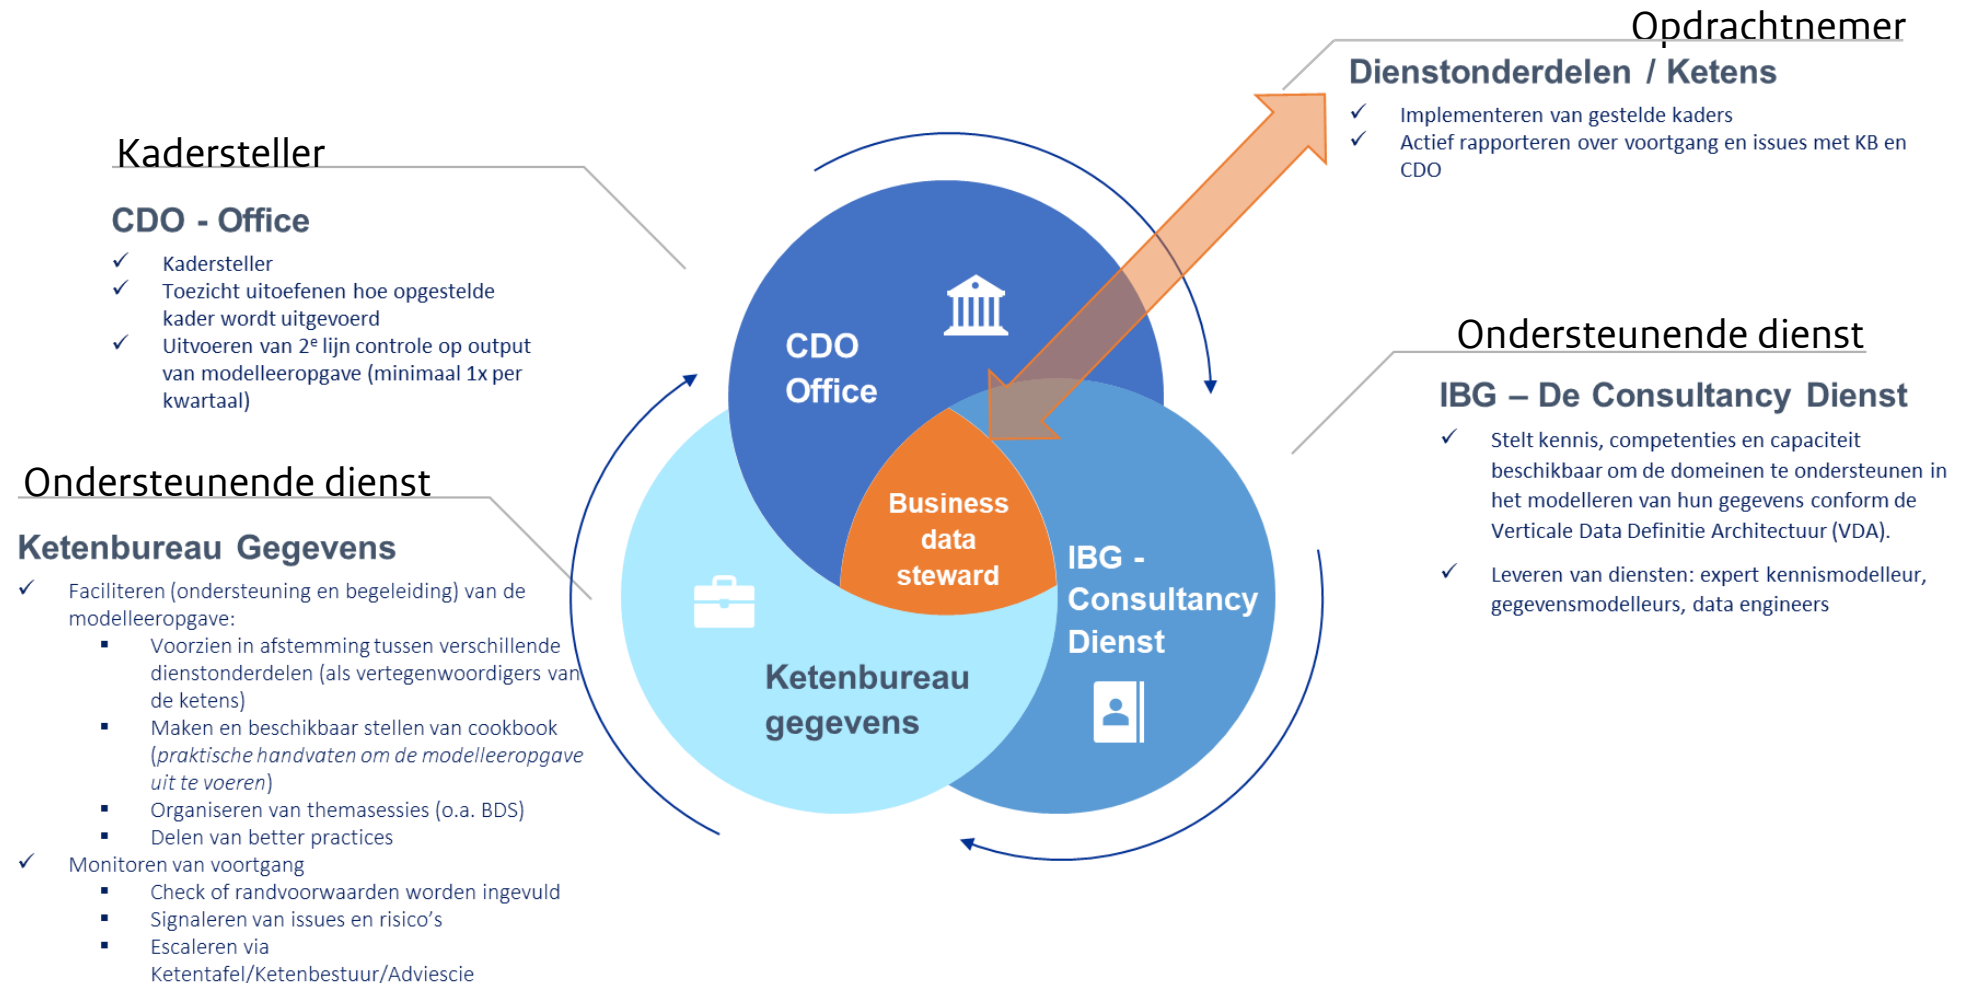 Opdrachtnemer
Dienstonderdelen / Ketens
✓ Implementeren van gestelde kaders
✓ Actief rapporteren over voortgang en issues met KB en
CDO
Kadersteller
CDO - Office
✓ Kadersteller
✓ Toezicht uitoefenen hoe opgestelde
kader wordt uitgevoerd
✓ Uitvoeren van 2e lijn controle op output
van modelleeropgave (minimaal 1x per
kwartaal)
Ondersteunende dienst
IBG – De Consultancy Dienst
✓ Stelt kennis, competenties en capaciteit
beschikbaar om de domeinen te ondersteunen in
het modelleren van hun gegevens conform de
Verticale Data Definitie Architectuur (VDA).
✓ Leveren van diensten: expert kennismodelleur,
gegevensmodelleurs, data engineers
Ondersteunende dienst
Ketenbureau Gegevens
✓ Faciliteren (ondersteuning en begeleiding) van de
modelleeropgave:
▪ Voorzien in afstemming tussen verschillende
dienstonderdelen (als vertegenwoordigers van
de ketens)
▪ Maken en beschikbaar stellen van cookbook
(praktische handvaten om de modelleeropgave
uit te voeren)
▪ Organiseren van themasessies (o.a. BDS)
▪ Delen van better practices
✓ Monitoren van voortgang
▪ Check of randvoorwaarden worden ingevuld
▪ Signaleren van issues en risico's
▪ Escaleren via
Ketentafel/Ketenbestuur/Adviescie
CDO
Office
Business
data
steward
IBG -
Consultancy
Dienst
Ketenbureau
gegevens